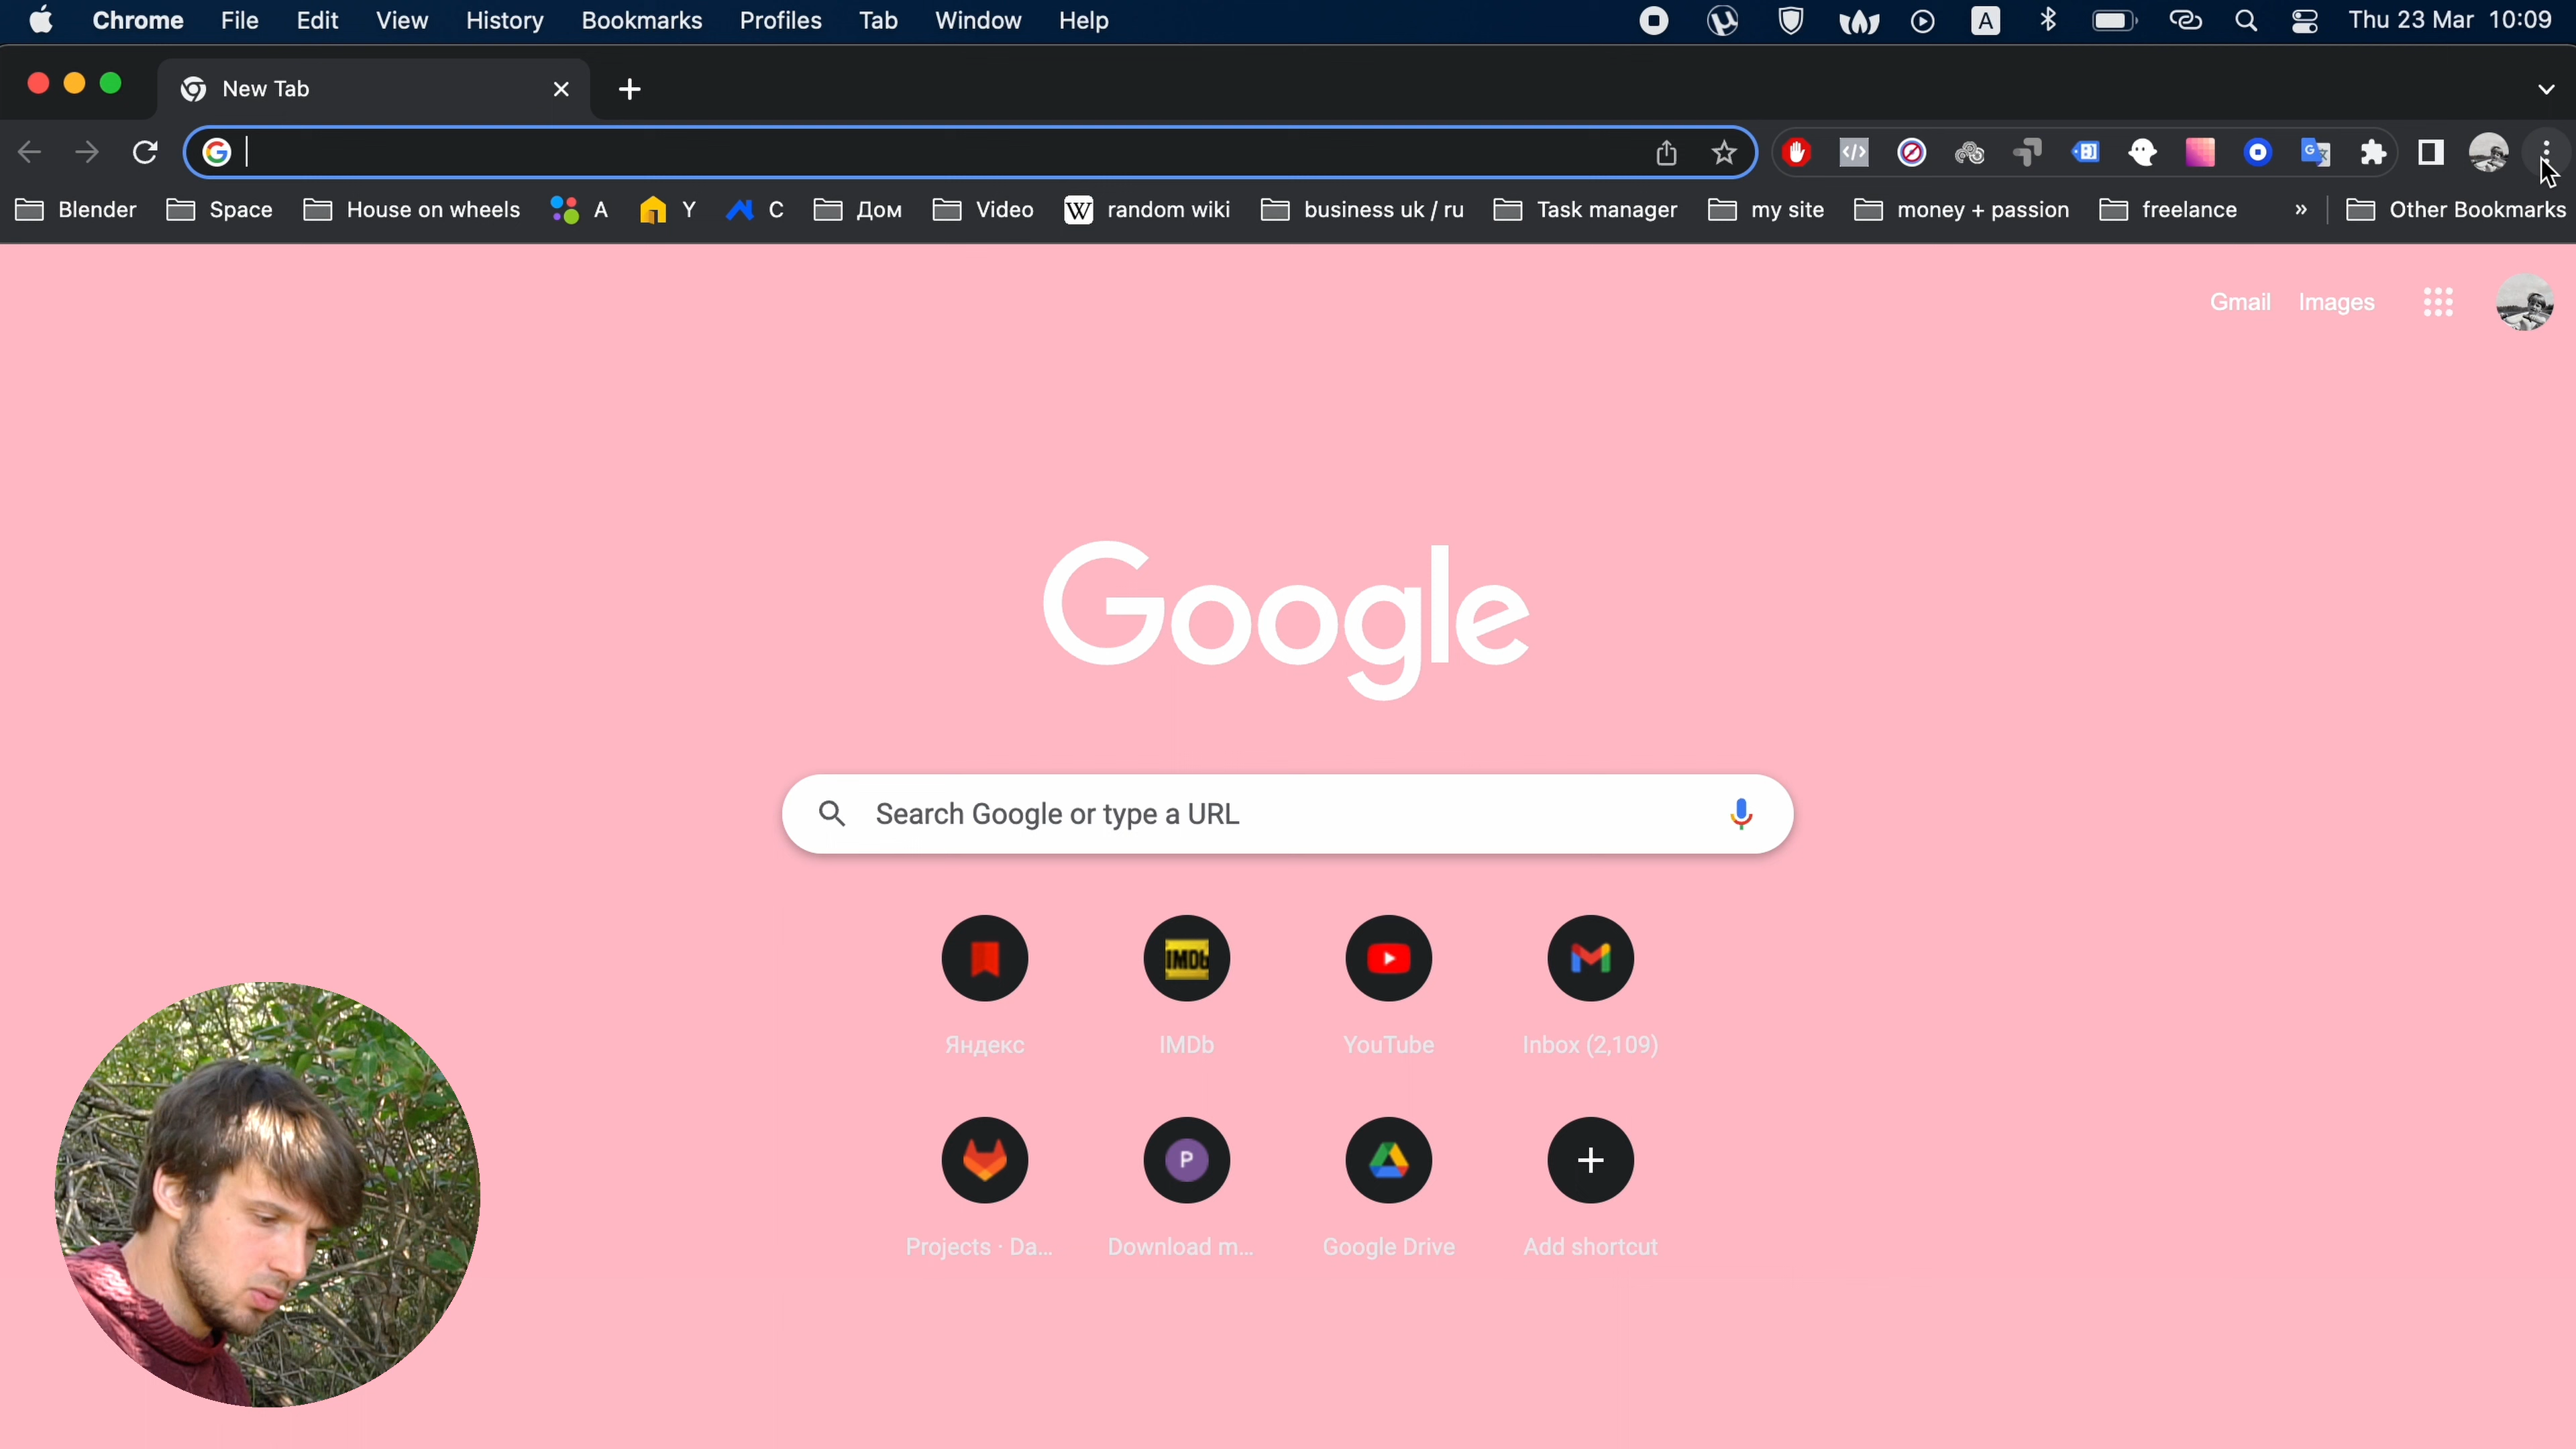 Chrome File Edit View History Bookmarks Profiles Tab Window Help A Thu 23 Mar 10:09
New Tab
Blender Space House on wheels A Y C Дом Video W random wiki business uk / ru Task manager my site money + passion freelance » Other Bookmarks
Gmail Images
Google
Search Google or type a URL
IMDb
Яндекс IMDb YouTube Inbox (2,109)
P
Projects · Da... Download m... Google Drive Add shortcut